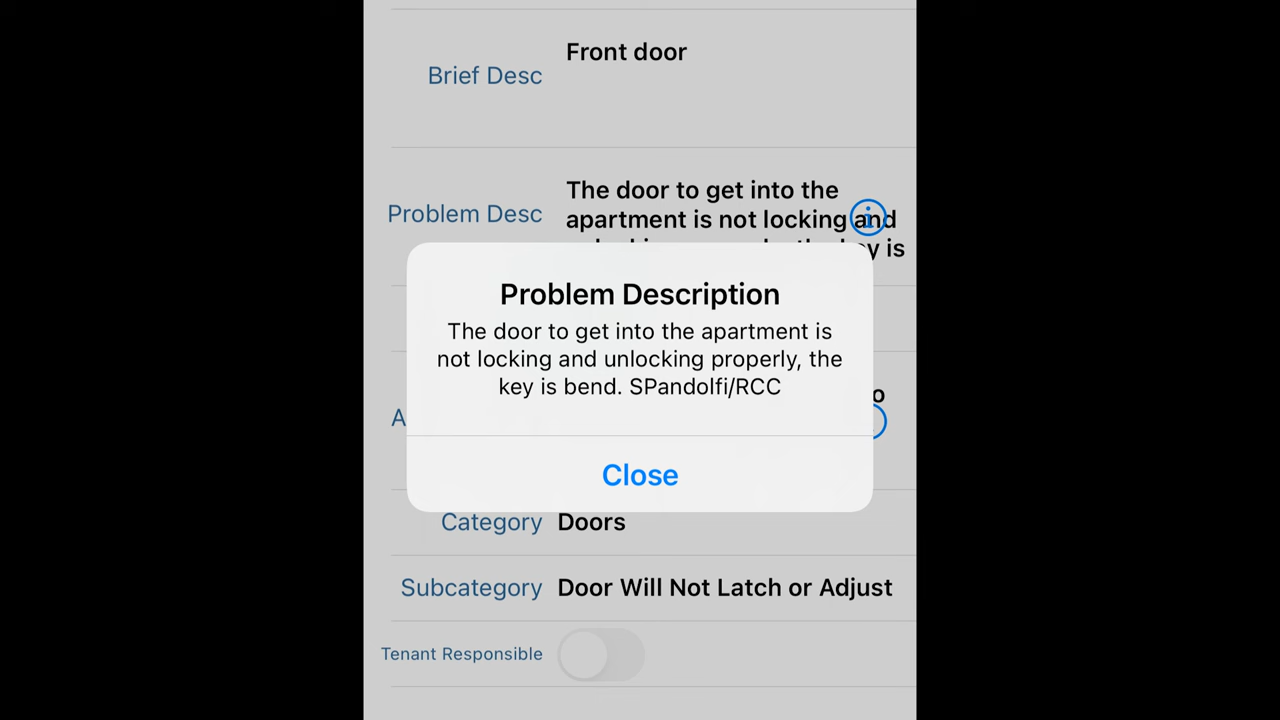 Front door
Brief Desc
The door to get into the
Problem Desc
apartment is not locking and
y is
Problem Description
The door to get into the apartment is
not locking and unlocking properly, the
key is bend. SPandolfi/RCC
Close
Category Doors
Subcategory Door Will Not Latch or Adjust
Tenant Responsible